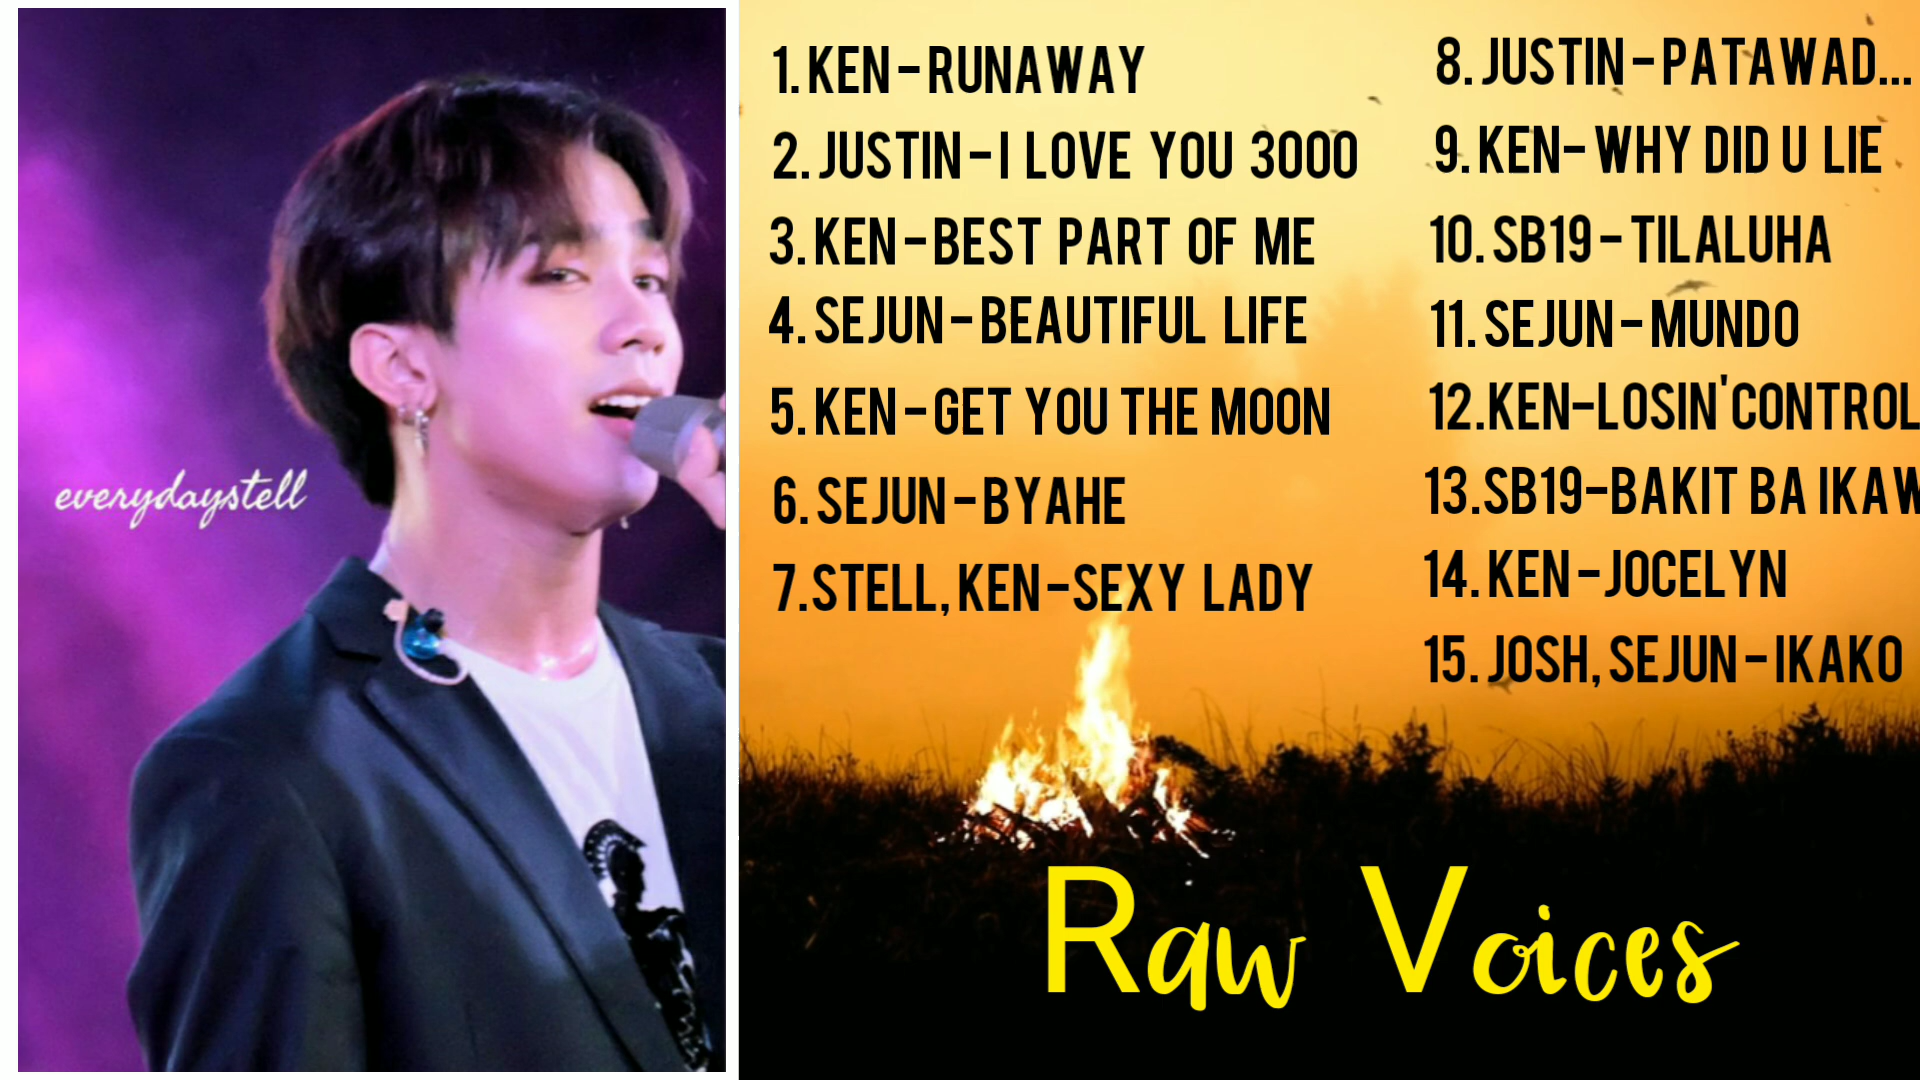 everydaystell
1. KEN - RUNAWAY
2. JUSTIN - I LOVE YOU 3000
3. KEN - BEST PART OF ME
4. SEJUN - BEAUTIFUL LIFE
5. KEN - GET YOU THE MOON
6. SEJUN - BYAHE
7. STELL, KEN - SEXY LADY
8. JUSTIN - PATAWAD...
9. KEN- WHY DID U LIE
10. SB19 - TILALUHA
11. SEJUN - MUNDO
12.KEN-LOSIN'CONTROL
13.SB19-BAKIT BA IKAW
14. KEN - JOCELYN
15. JOSH, SEJUN - IKAKO
Raw Voices